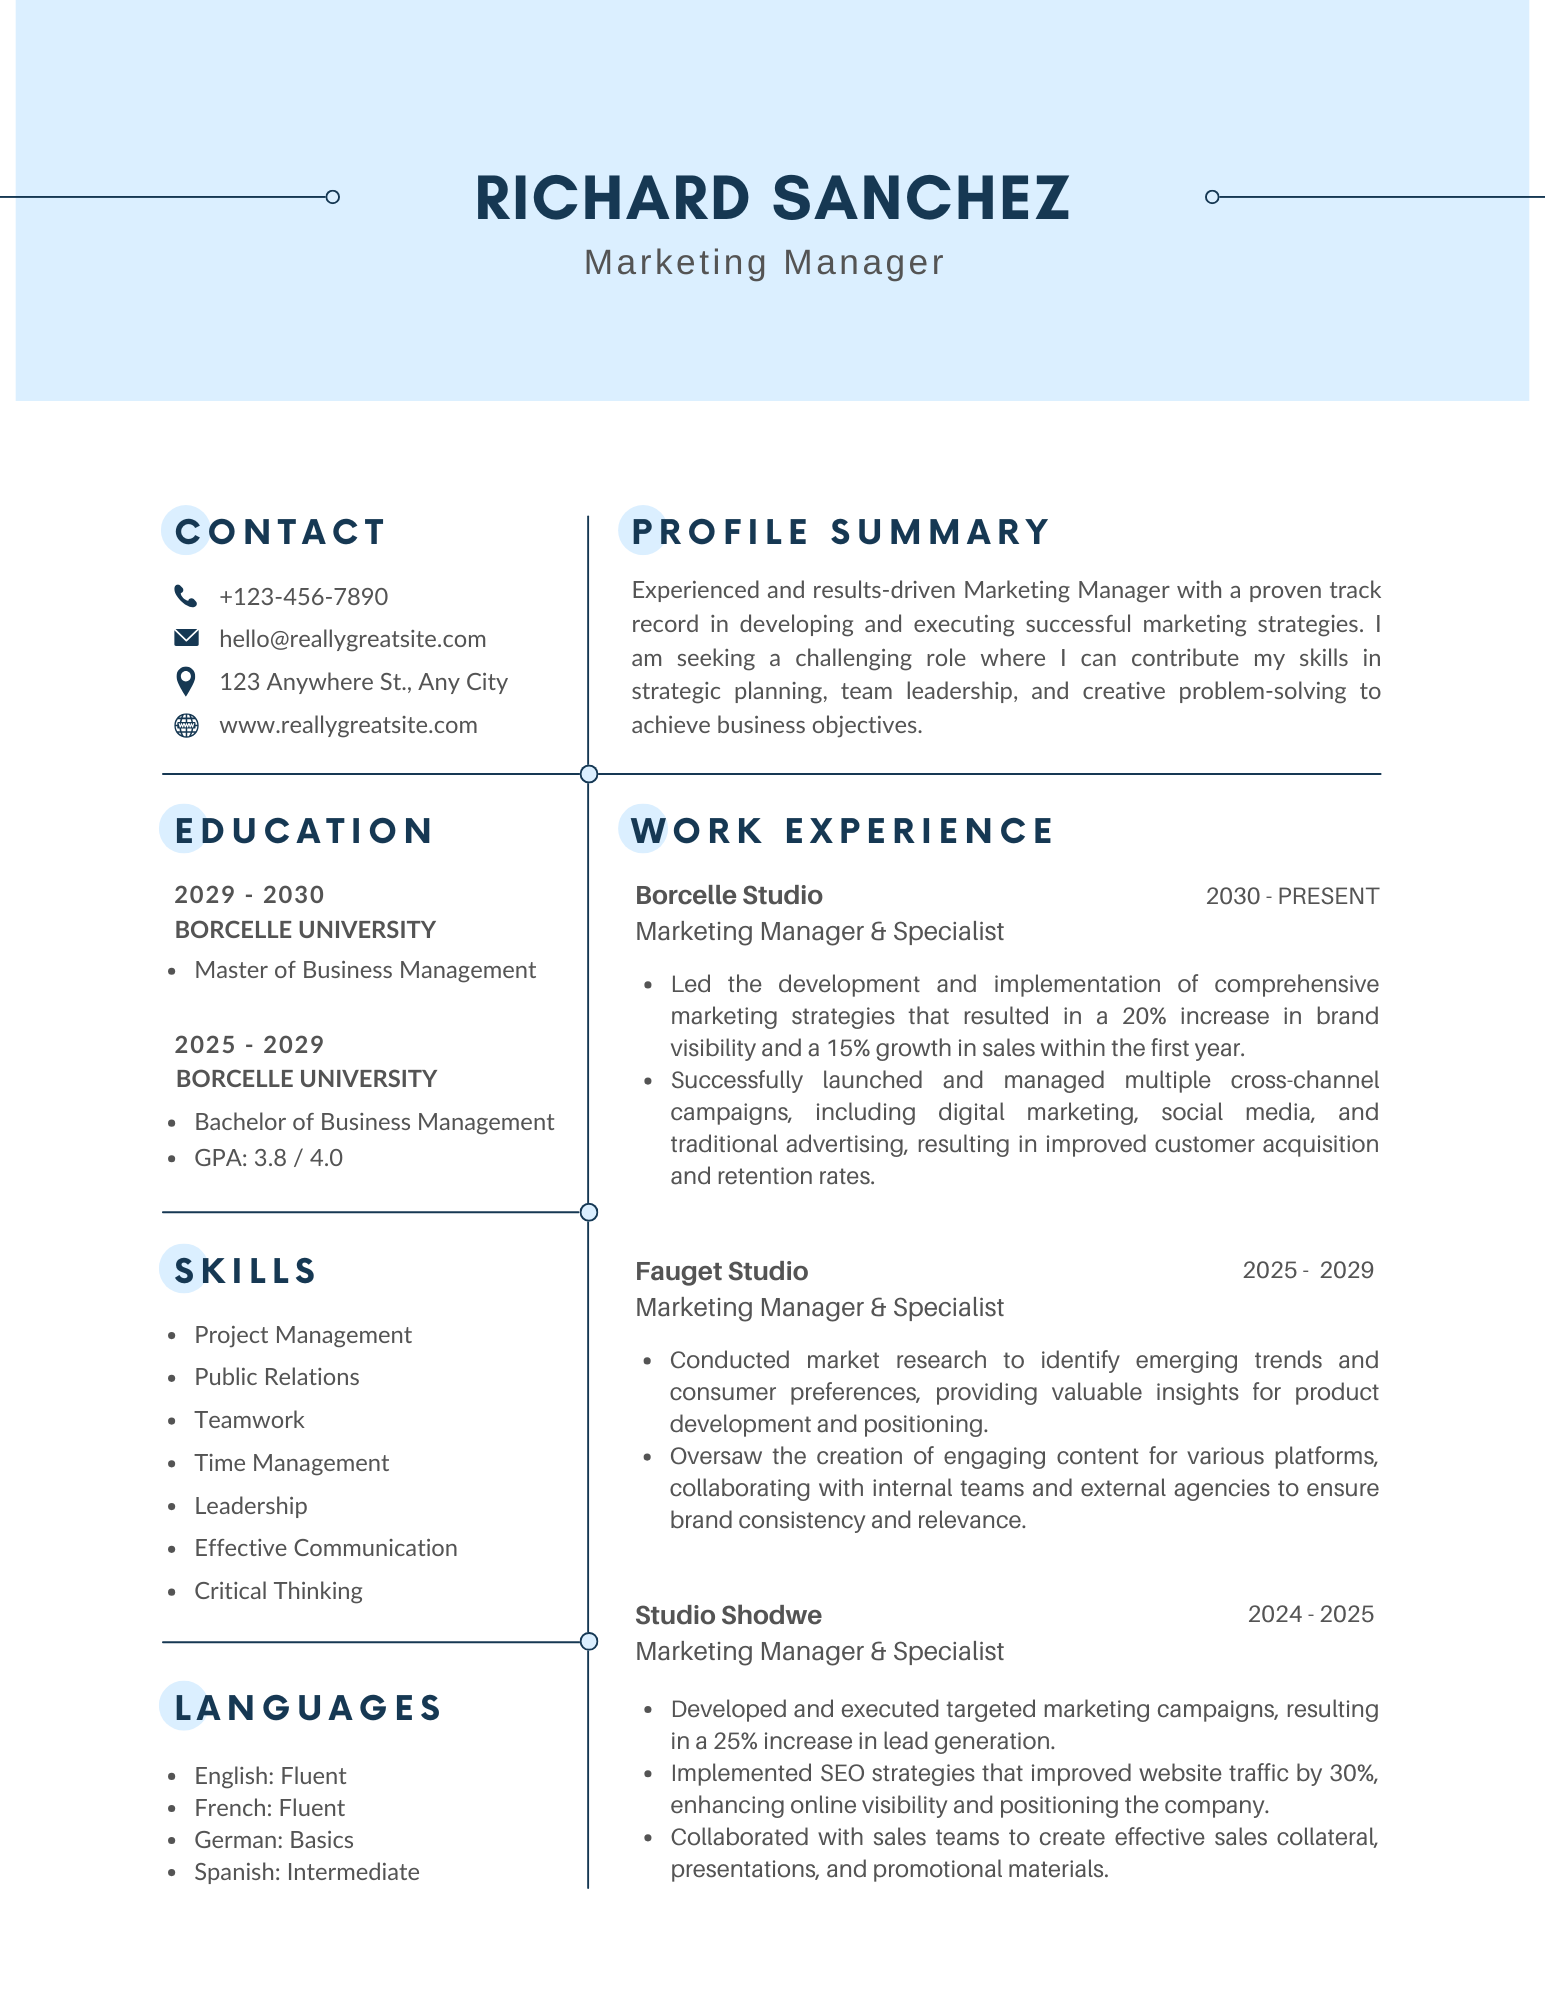 RICHARD SANCHEZ
Marketing Manager
CONTACT
+123-456-7890
hello@reallygreatsite.com
123 Anywhere St., Any City
www.reallygreatsite.com
EDUCATION
2029 - 2030
BORCELLE UNIVERSITY
• Master of Business Management
2025 - 2029
BORCELLE UNIVERSITY
• Bachelor of Business Management
• GPA: 3.8 / 4.0
SKILLS
• Project Management
• Public Relations
• Teamwork
• Time Management
• Leadership
• Effective Communication
• Critical Thinking
LANGUAGES
• English: Fluent
• French: Fluent
• German: Basics
• Spanish: Intermediate
PROFILE SUMMARY
Experienced and results-driven Marketing Manager with a proven track
record in developing and executing successful marketing strategies. I
am seeking a challenging role where I can contribute my skills in
strategic planning, team leadership, and creative problem-solving to
achieve business objectives.
WORK EXPERIENCE
Borcelle Studio 2030 - PRESENT
Marketing Manager & Specialist
• Led the development and implementation of comprehensive
marketing strategies that resulted in a 20% increase in brand
visibility and a 15% growth in sales within the first year.
• Successfully launched and managed multiple cross-channel
campaigns, including digital marketing, social media, and
traditional advertising, resulting in improved customer acquisition
and retention rates.
Fauget Studio 2025 - 2029
Marketing Manager & Specialist
• Conducted market research to identify emerging trends and
consumer preferences, providing valuable insights for product
development and positioning.
• Oversaw the creation of engaging content for various platforms,
collaborating with internal teams and external agencies to ensure
brand consistency and relevance.
Studio Shodwe 2024 - 2025
Marketing Manager & Specialist
• Developed and executed targeted marketing campaigns, resulting
in a 25% increase in lead generation.
• Implemented SEO strategies that improved website traffic by 30%,
enhancing online visibility and positioning the company.
• Collaborated with sales teams to create effective sales collateral,
presentations, and promotional materials.